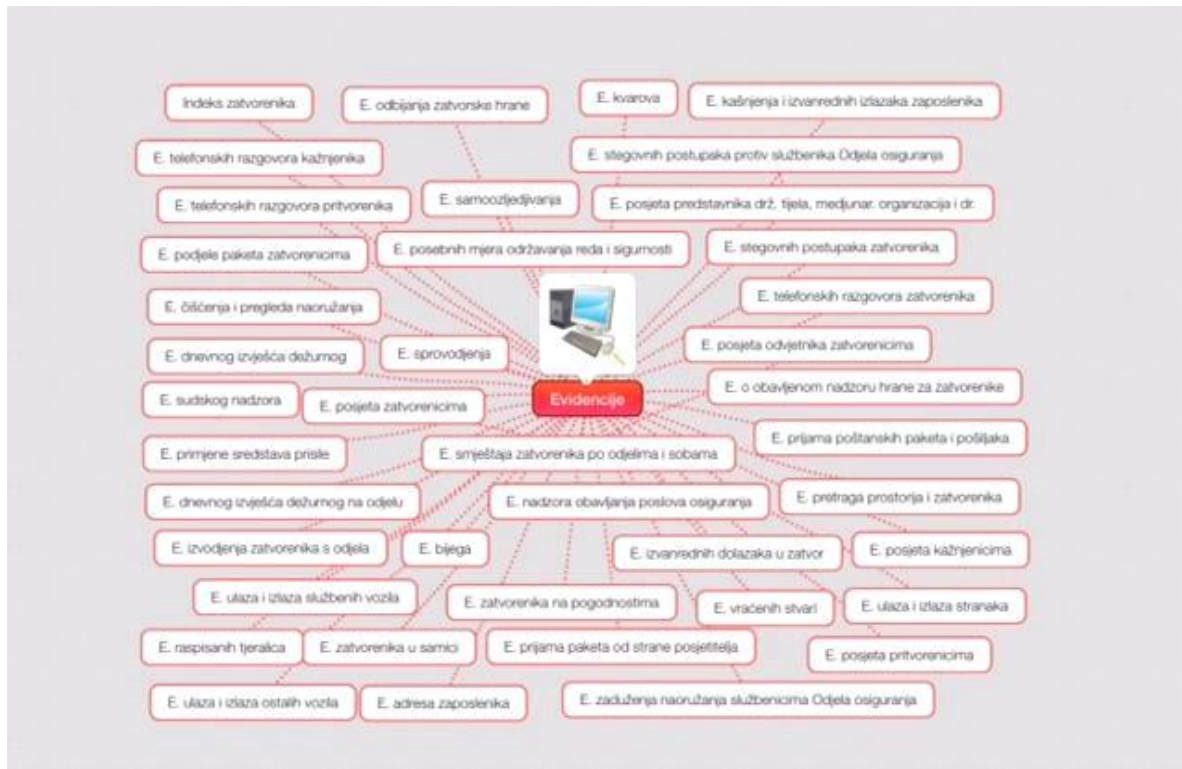 Indeks zatvorenika
E. odbijanja zatvorske hrane
E. kvarova
E. kašnjenja i izvanrednih izlazaka zaposlenika
E. telefonskih razgovora kažnjenika
E. stegovnih postupaka protiv službenika Odjela osiguranja
E. telefonskih razgovora pritvorenika
E. samoozljedjivanja
E. posjeta predstavnika drž. tijela, medjunar. organizacija i dr.
E. podjele paketa zatvorenicima
E. posebnih mjera održavanja reda i sigurnosti
E. stegovnih postupaka zatvorenika
E. čišćenja i pregleda naoružanja
E. telefonskih razgovora zatvorenika
E. dnevnog izvješća dežurnog
E. sprovodjenja
E. posjeta odvjetnika zatvorenicima
E. sudskog nadzora
E. posjeta zatvorenicima
Evidencije
E. o obavljenom nadzoru hrane za zatvorenike
E. primjene sredstava prisile
E. smještaja zatvorenika po odjelima i sobama
E. prijama poštanskih paketa i pošiljaka
E. dnevnog izvješća dežurnog na odjelu
E. nadzora obavljanja poslova osiguranja
E. pretraga prostorija i zatvorenika
E. izvodjenja zatvorenika s odjela
E. bijega
E. izvanrednih dolazaka u zatvor
E. posjeta kažnjenicima
E. ulaza i izlaza službenih vozila
E. zatvorenika na pogodnostima
E. vraćenih stvari
E. ulaza i izlaza stranaka
E. raspisanih tjeralica
E. zatvorenika u samici
E. prijama paketa od strane posjetitelja
E. posjeta pritvorenicima
E. ulaza i izlaza ostalih vozila
E. adresa zaposlenika
E. zaduženja naoružanja službenicima Odjela osiguranja